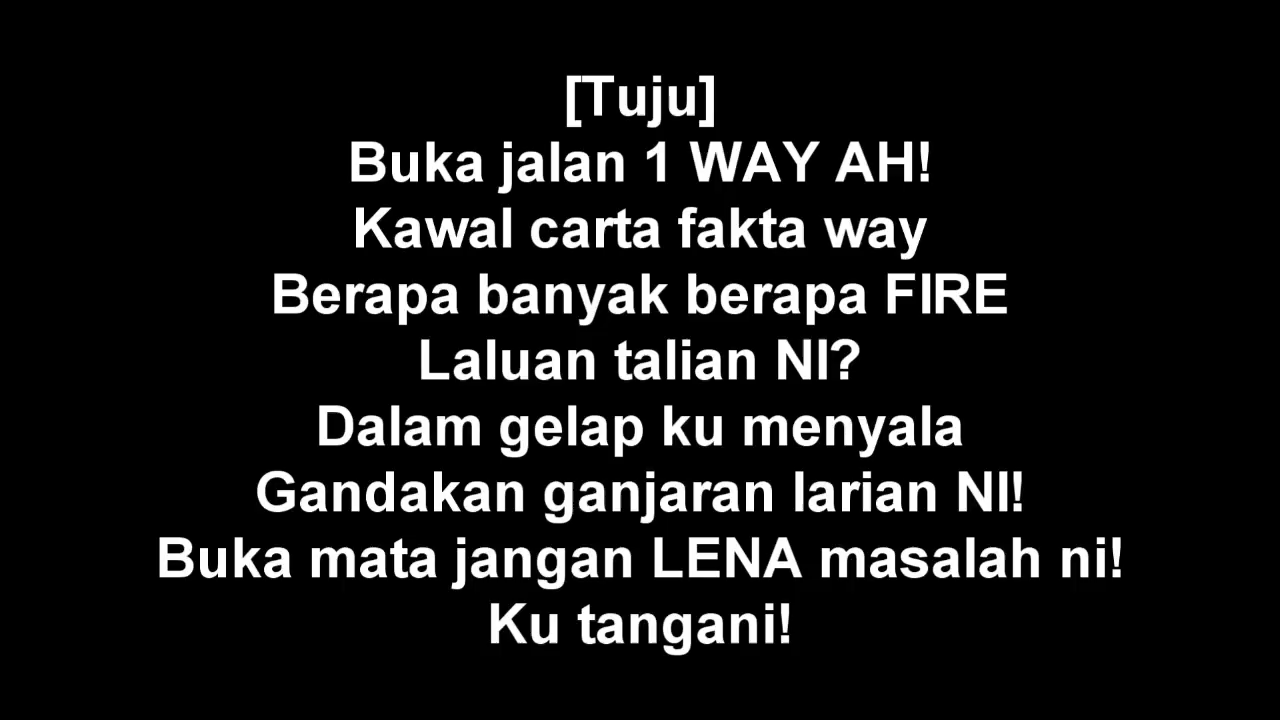 [Tuju]
Buka jalan 1 WAY AH!
Kawal carta fakta way
Berapa banyak berapa FIRE
Laluan talian NI?
Dalam gelap ku menyala
Gandakan ganjaran larian NI!
Buka mata jangan LENA masalah ni!
Ku tangani!